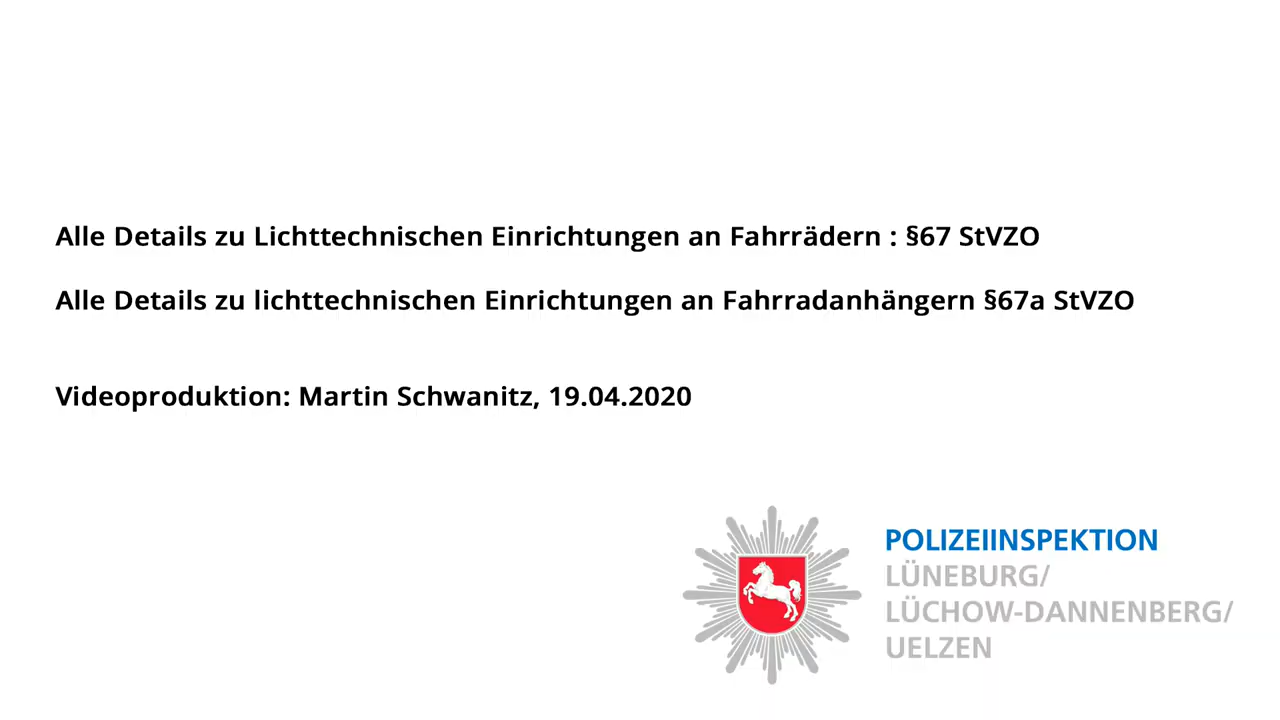 Alle Details zu Lichttechnischen Einrichtungen an Fahrrädern : §67 StVZO
Alle Details zu lichttechnischen Einrichtungen an Fahrradanhängern §67a StVZO
Videoproduktion: Martin Schwanitz, 19.04.2020
POLIZEIINSPEKTION
LÜNEBURG/
LÜCHOW-DANNENBERG/
UELZEN